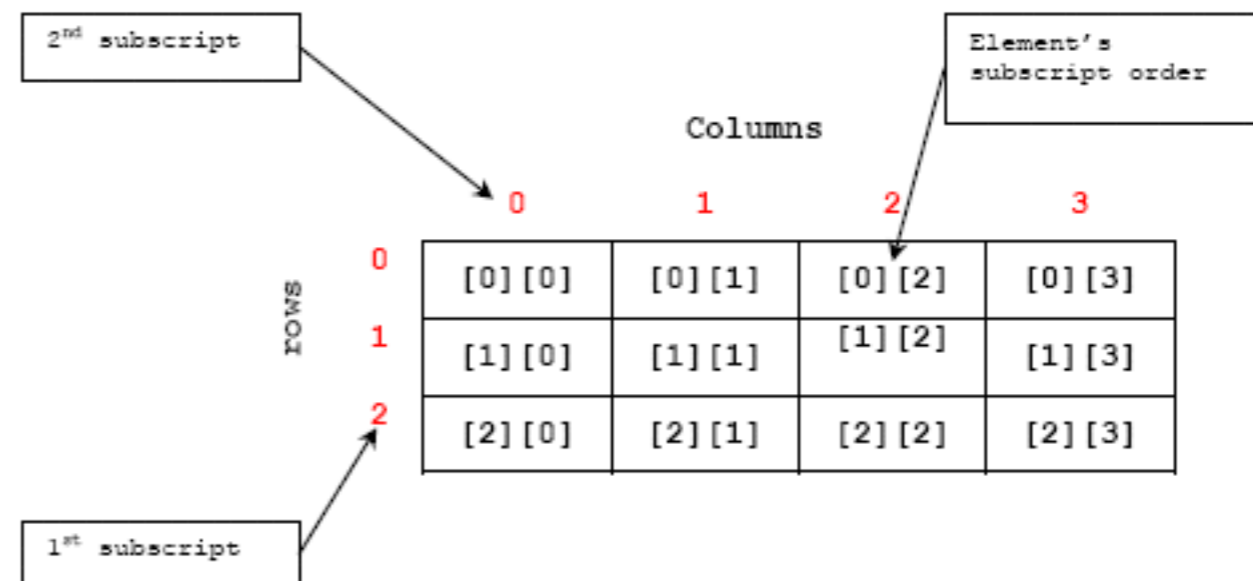 2nd subscript
Element's
subscript order
Columns
0 1 2 3
rows
0 [0][0] [0][1] [0][2] [0][3]
1 [1][0] [1][1] [1][2] [1][3]
2 [2][0] [2][1] [2][2] [2][3]
1st subscript